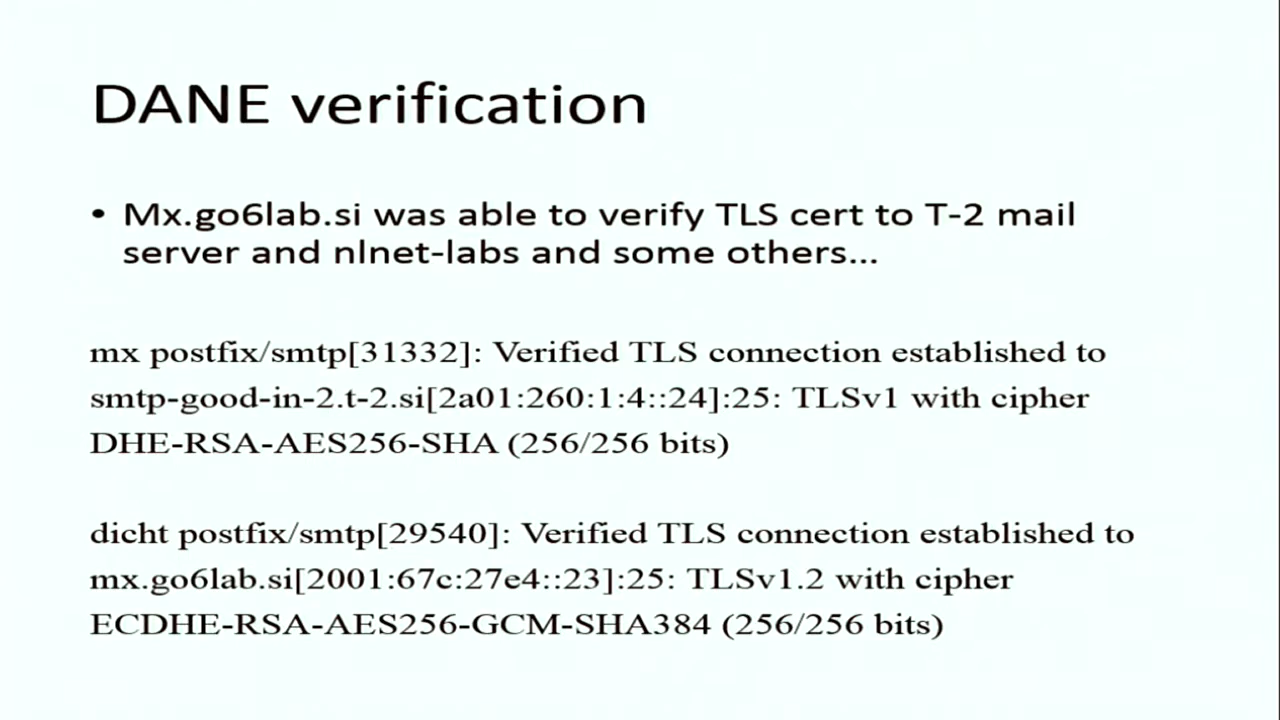 DANE verification
• Mx.go6lab.si was able to verify TLS cert to T-2 mail
server and nlnet-labs and some others...
mx postfix/smtp[31332]: Verified TLS connection established to
smtp-good-in-2.t-2.si[2a01:260:1:4::24]:25: TLSv1 with cipher
DHE-RSA-AES256-SHA (256/256 bits)
dicht postfix/smtp[29540]: Verified TLS connection established to
mx.go6lab.si[2001:67c:27e4::23]:25: TLSv1.2 with cipher
ECDHE-RSA-AES256-GCM-SHA384 (256/256 bits)